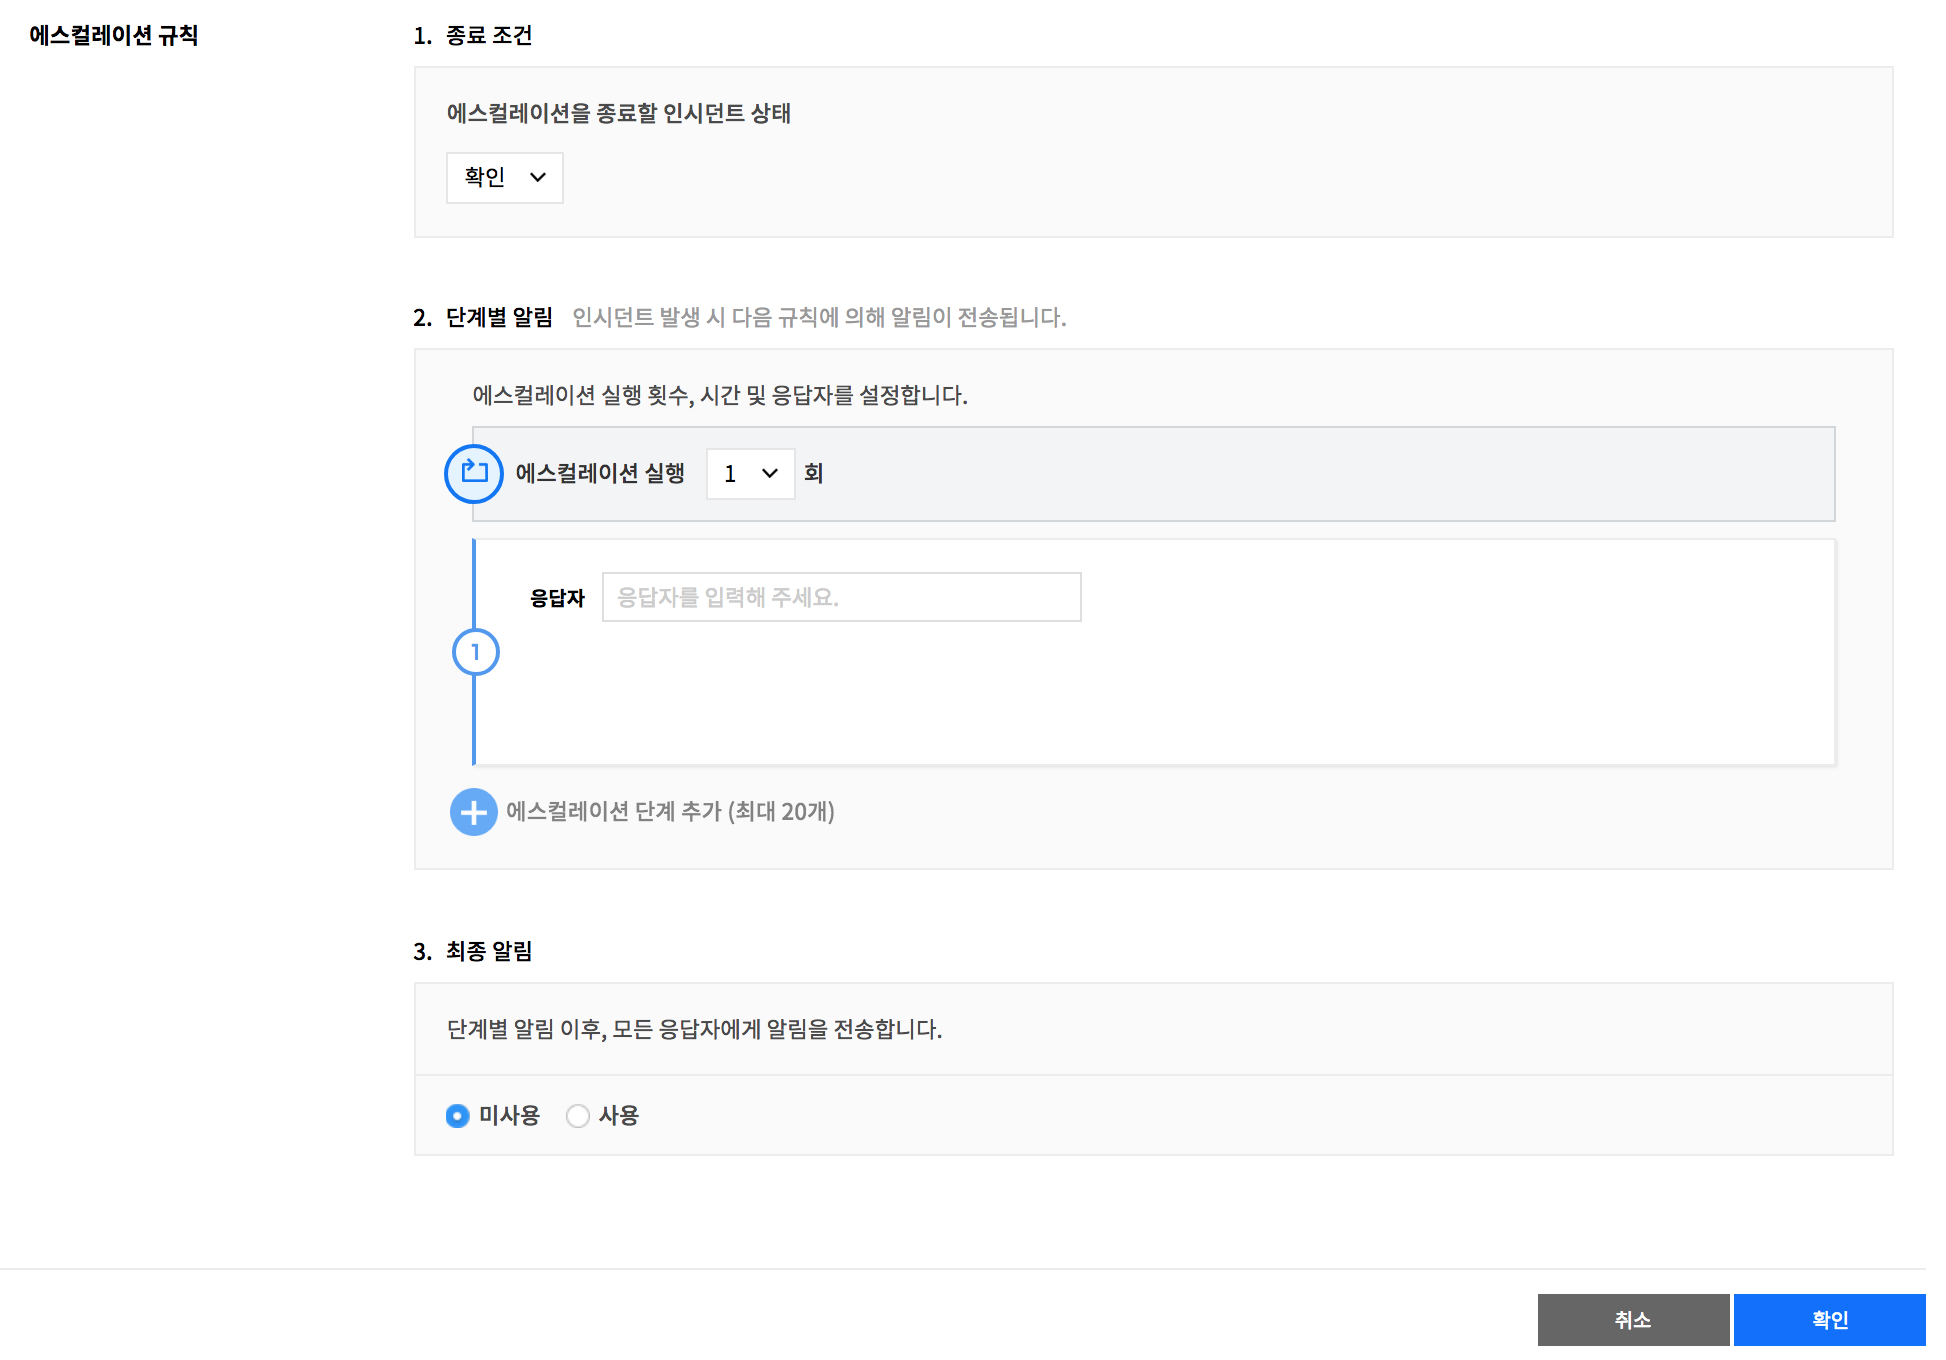 에스컬레이션 규칙
1. 종료 조건
에스컬레이션을 종료할 인시던트 상태
확인
2. 단계별 알림 인시던트 발생 시 다음 규칙에 의해 알림이 전송됩니다.
에스컬레이션 실행 횟수, 시간 및 응답자를 설정합니다.
에스컬레이션 실행 1 회
응답자 응답자를 입력해 주세요.
1
에스컬레이션 단계 추가 (최대 20개)
3. 최종 알림
단계별 알림 이후, 모든 응답자에게 알림을 전송합니다.
미사용 사용
취소 확인